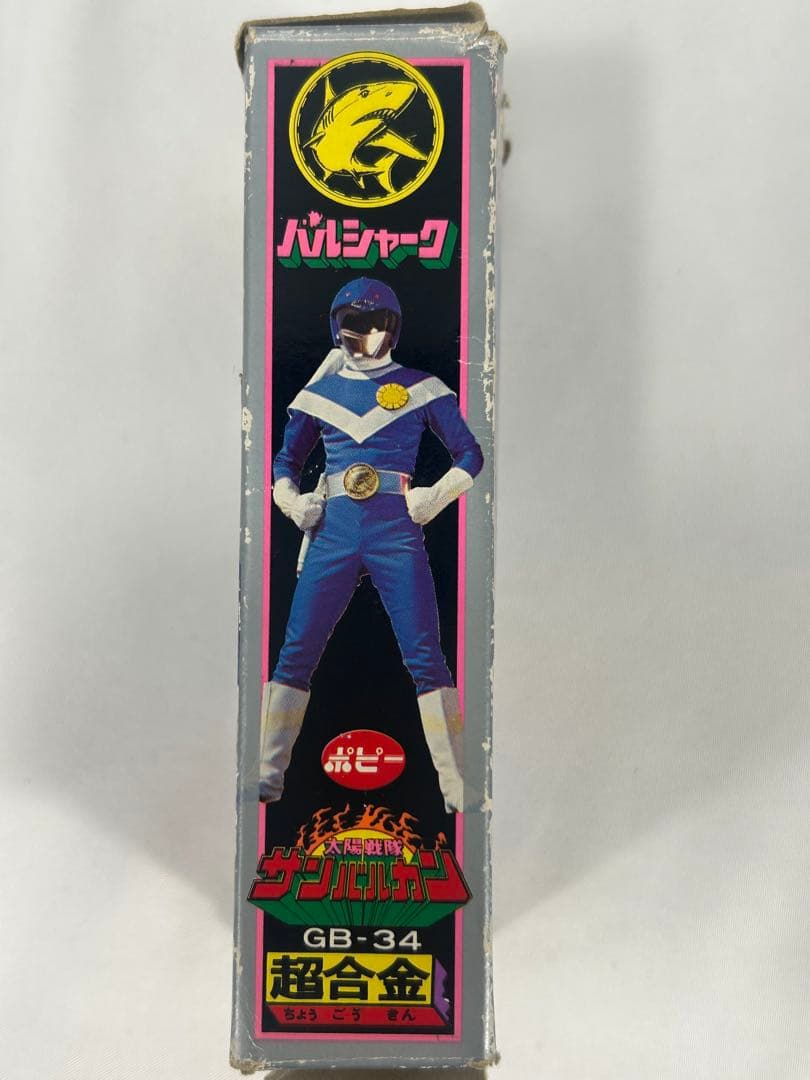 バルシャーク
ポピー
太陽戦隊
サンバルカン
GB-34
超合金
ちょうごうきん